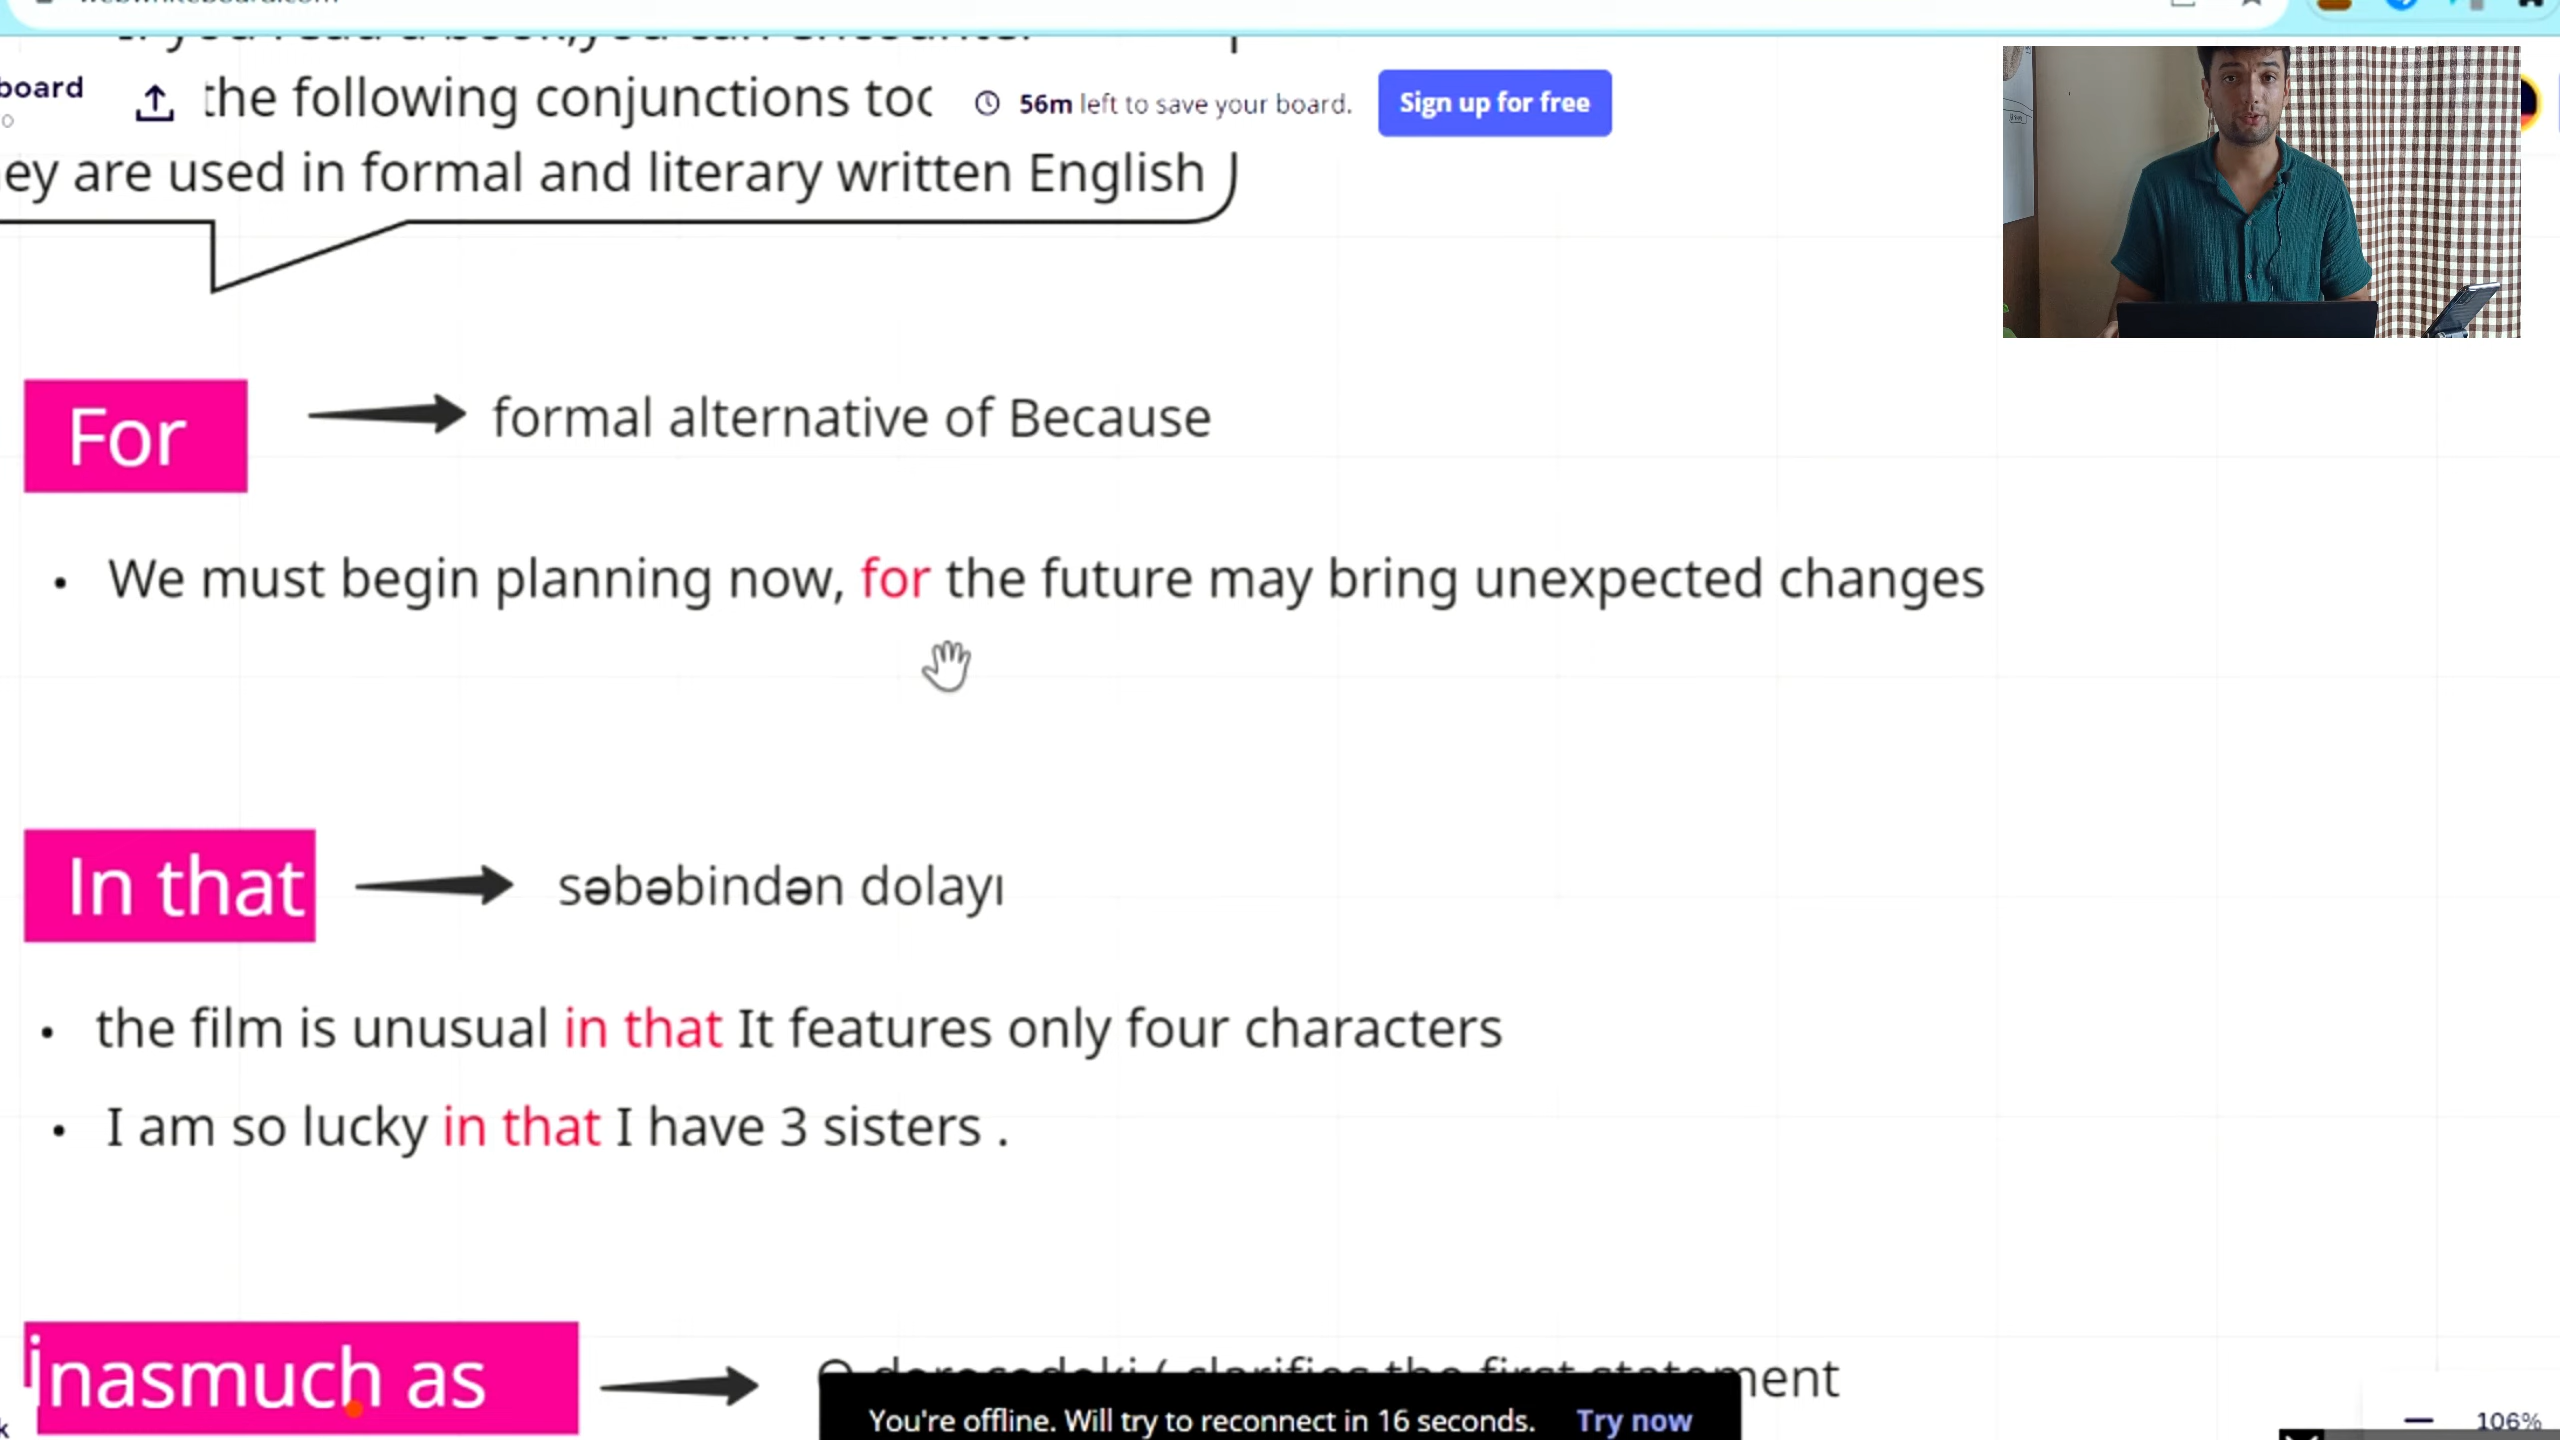 the following conjunctions
56m left to save your board.
Sign up for free
board
are used in formal and literary written English
For
formal alternative of Because
• We must begin planning now, for the future may bring unexpected changes
In that
səbəbindən dolayı
• the film is unusual in that It features only four characters
• I am so lucky in that I have 3 sisters .
inasmuch as
clarifies the first statement
You're offline. Will try to reconnect in 16 seconds. Try now
106%